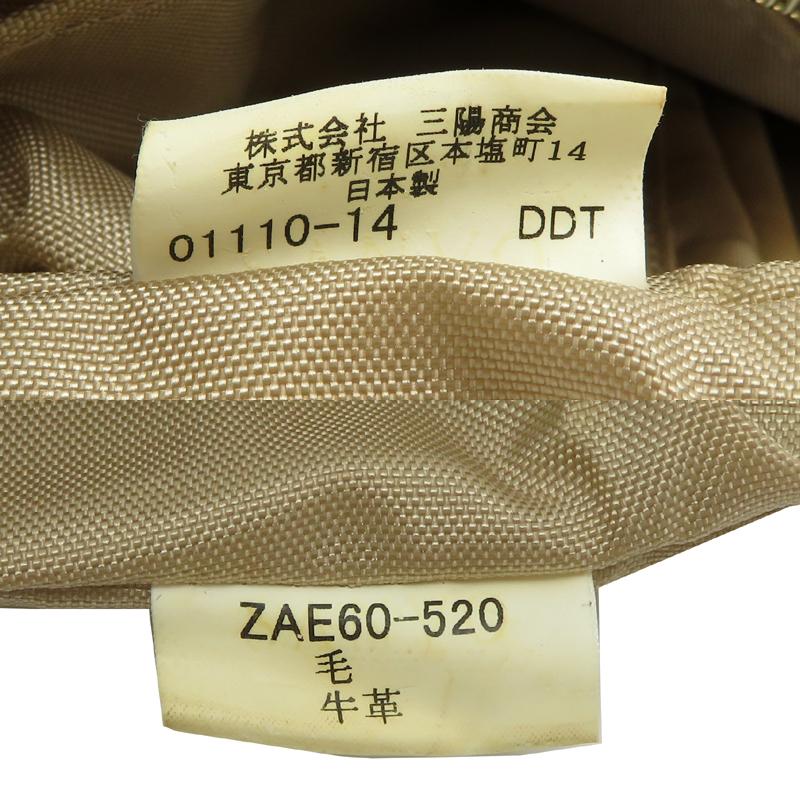 株式会社 三陽商会
東京都新宿区本塩町14
日本製
01110-14 DDT
ZAE60-520
毛
牛革